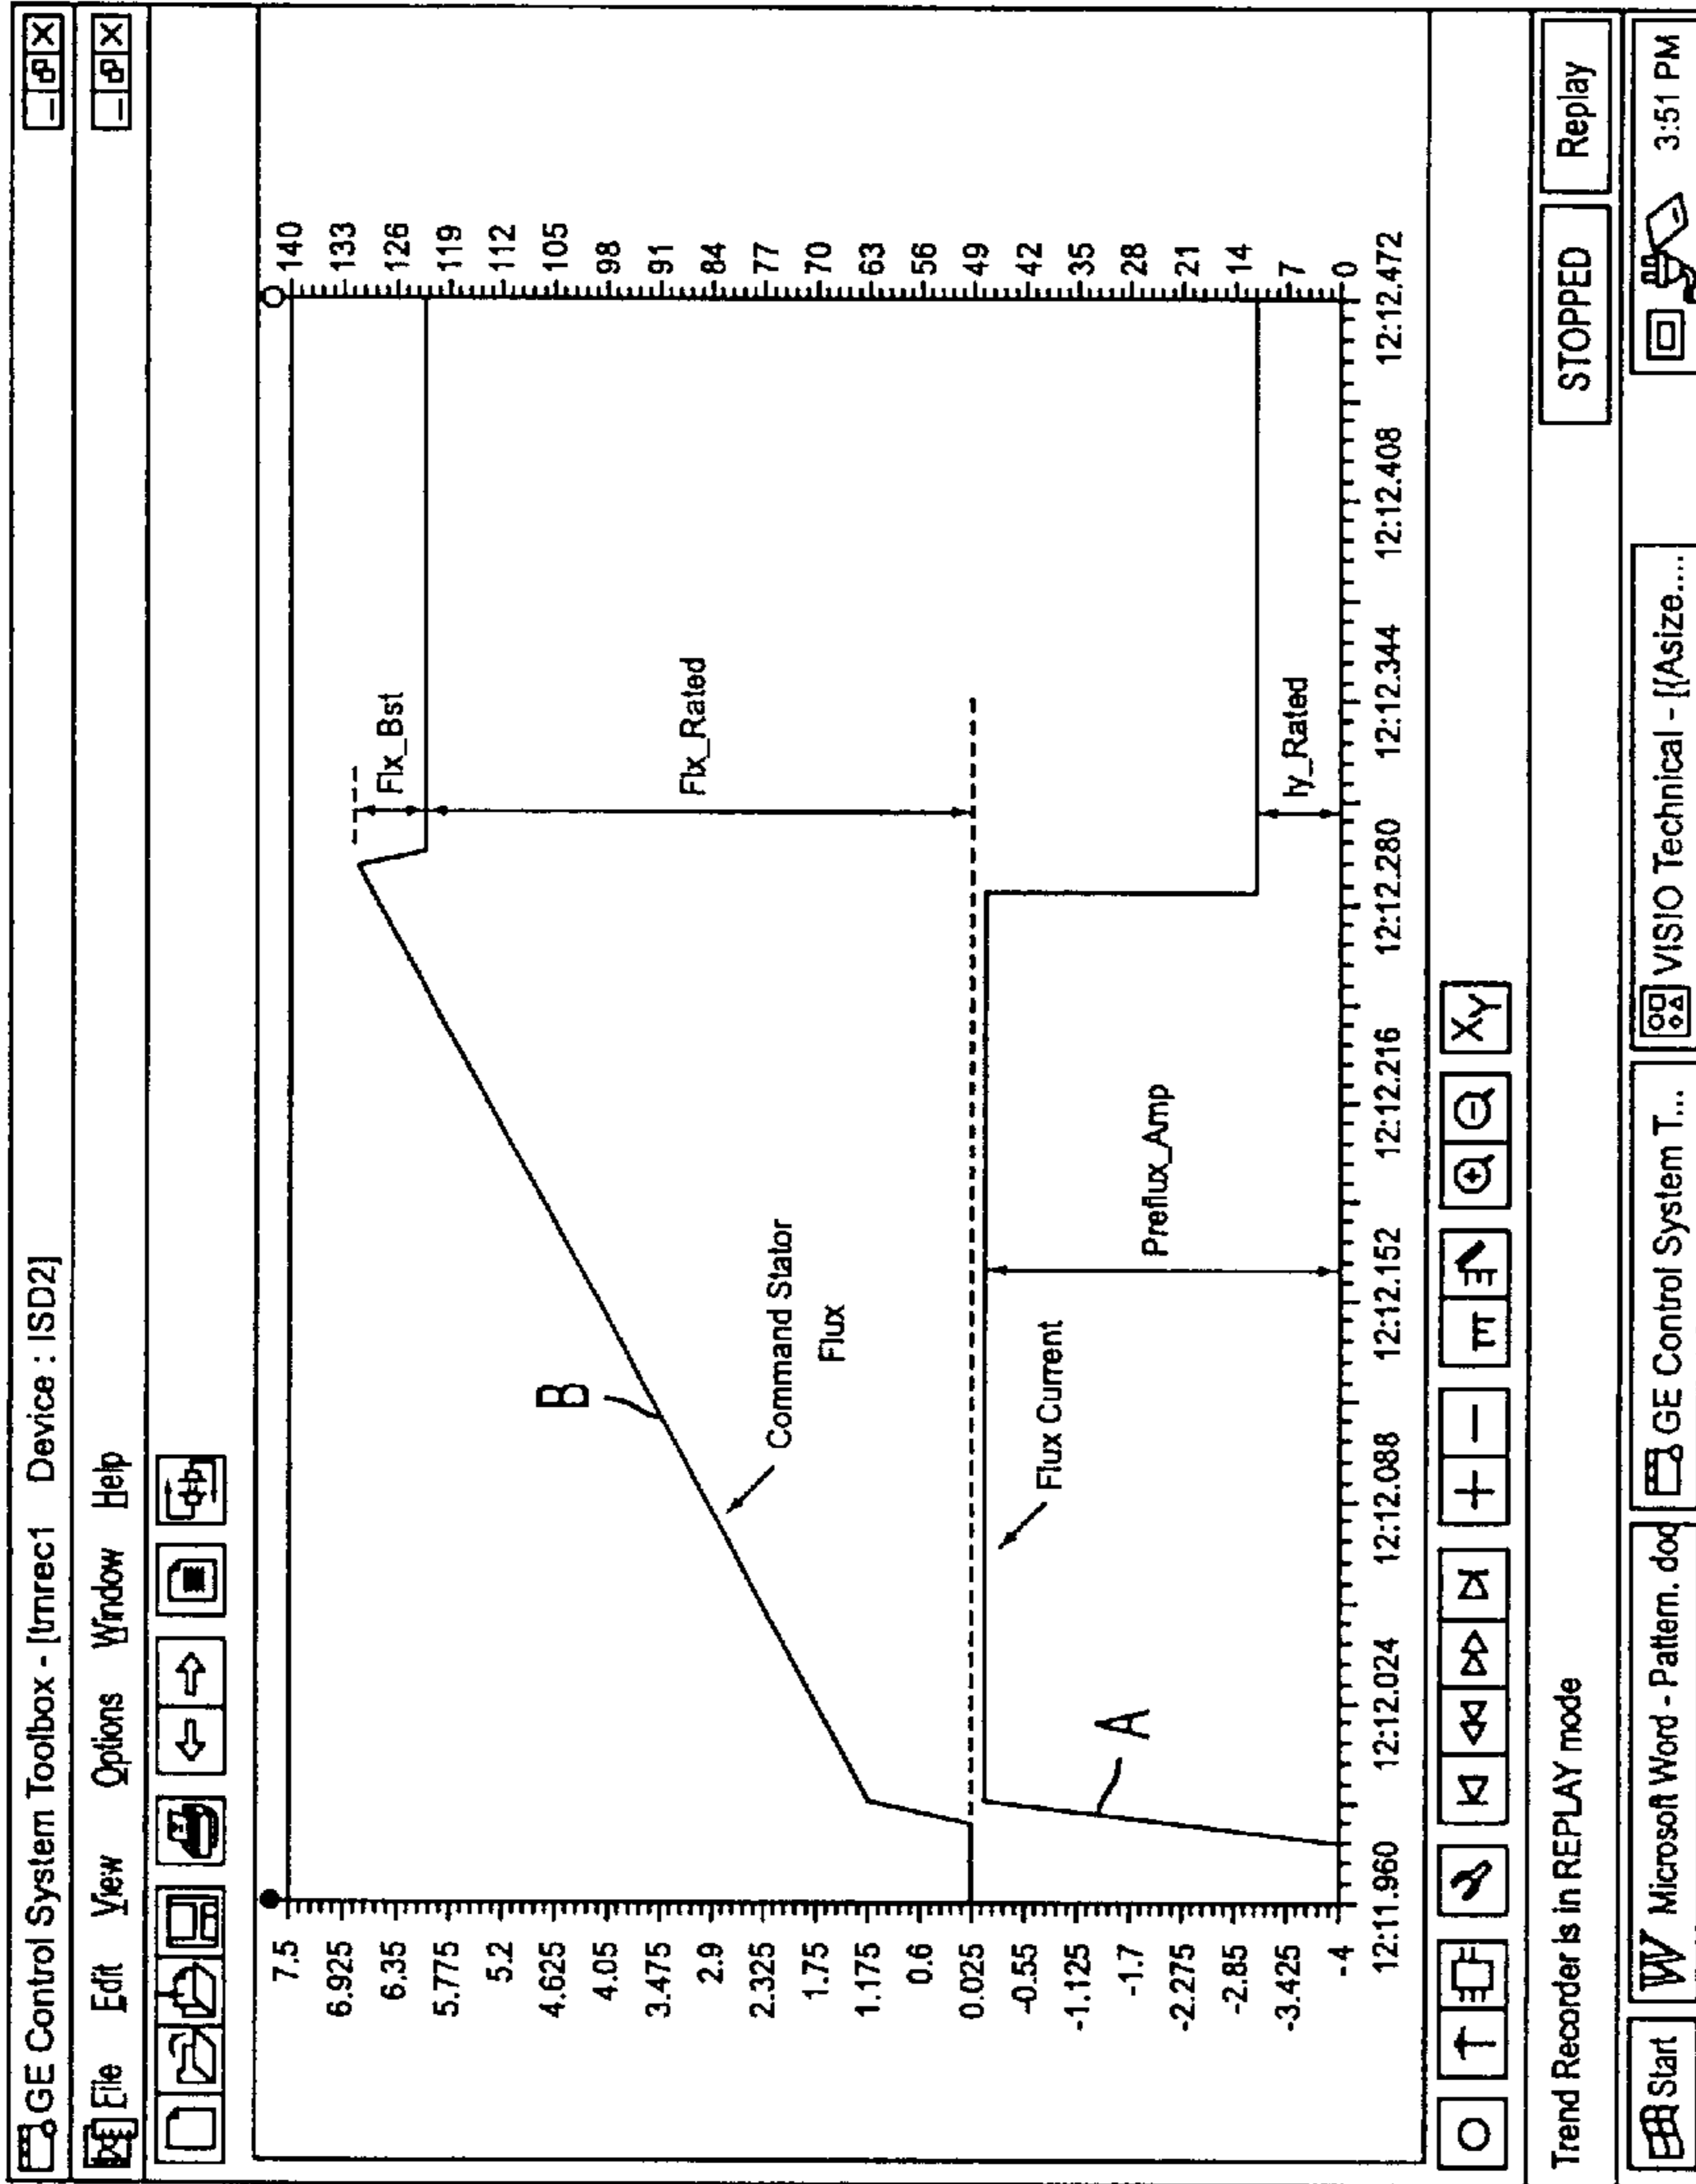 GE Control System Toolbox - [trnrec1 Device : ISD2]
File Edit View Options Window Help
7.5
6.925
6.35
5.775
5.2
4.625
4.05
3.475
2.9
2.325
1.75
1.175
0.6
0.025
-0.55
-1.125
-1.7
-2.275
-2.85
-3.425
-4
140
133
126
119
112
105
98
91
84
77
70
63
56
49
42
35
28
21
14
7
0
Flx_Bst
Flx_Rated
B
Command Stator
Flux
Flux Current
Preflux_Amp
A
Iy_Rated
12:11.960 12:12.024 12:12.088 12:12.152 12:12.216 12:12.280 12:12.344 12:12.408 12:12.472
XY
STOPPED Replay
Trend Recorder is in REPLAY mode
Start W Microsoft Word - Pattern. doc GE Control System T... VISIO Technical - [{Asize.... 3:51 PM